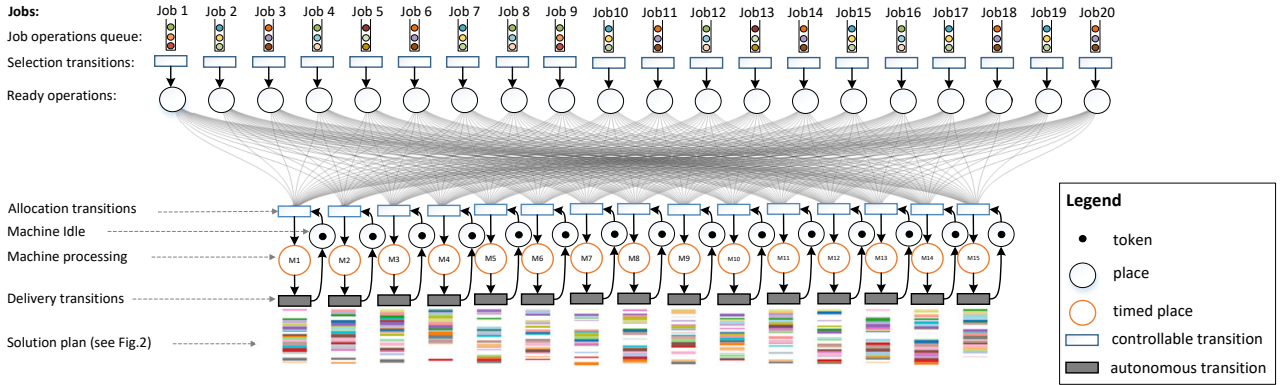 Jobs: Job 1 Job 2 Job 3 Job 4 Job 5 Job 6 Job 7 Job 8 Job 9 Job10 Job11 Job12 Job13 Job14 Job15 Job16 Job17 Job18 Job19 Job20
Job operations queue:
Selection transitions:
Ready operations:
Allocation transitions
Machine Idle
Machine processing
M1 M2 M3 M4 M5 M6 M7 M8 M9 M10 M11 M12 M13 M14 M15
Delivery transitions
Solution plan (see Fig.2)
Legend
token
place
timed place
controllable transition
autonomous transition